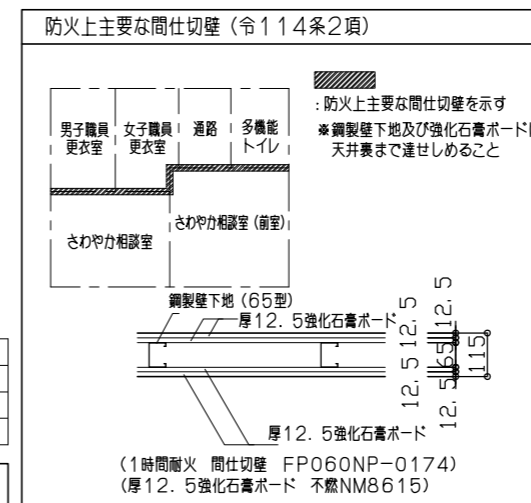 防火上主要な間仕切壁(令114条2項)
:防火上主要な間仕切壁を示す
※鋼製壁下地及び強化石膏ボードは
天井裏まで達せしめること
男子職員
更衣室
女子職員
更衣室
通路
多機能
トイレ
さわやか相談室
さわやか相談室(前室)
鋼製壁下地(65型)
厚12.5強化石膏ボード
12.5
12.5
12.5
65
12.5
115
厚12.5強化石膏ボード
(1時間耐火 間仕切壁 FP060NP-0174)
(厚12.5強化石膏ボード 不燃NM8615)